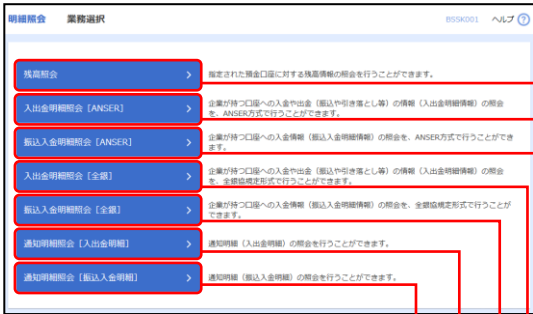 明細照会 業務選択 BSSK001 ヘルプ ?
残高照会 > 指定された預金口座に対する残高情報の照会を行うことができます。
入出金明細照会［ANSER］ > 企業が持つ口座への入金や出金（振込や引き落とし等）の情報（入出金明細情報）の照会
を、ANSER方式で行うことができます。
振込入金明細照会［ANSER］ > 企業が持つ口座への入金情報（振込入金明細情報）の照会を、ANSER方式で行うことができ
ます。
入出金明細照会［全銀］ > 企業が持つ口座への入金や出金（振込や引き落とし等）の情報（入出金明細情報）の照会
を、全銀協規定形式で行うことができます。
振込入金明細照会［全銀］ > 企業が持つ口座への入金情報（振込入金明細情報）の照会を、全銀協規定形式で行うことが
できます。
通知明細照会［入出金明細］ > 通知明細（入出金明細）の照会を行うことができます。
通知明細照会［振込入金明細］ > 通知明細（振込入金明細）の照会を行うことができます。